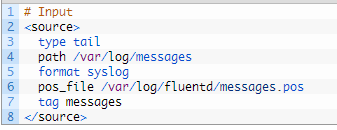 1 # Input
2 <source>
3   type tail
4   path /var/log/messages
5   format syslog
6   pos_file /var/log/fluentd/messages.pos
7   tag messages
8 </source>